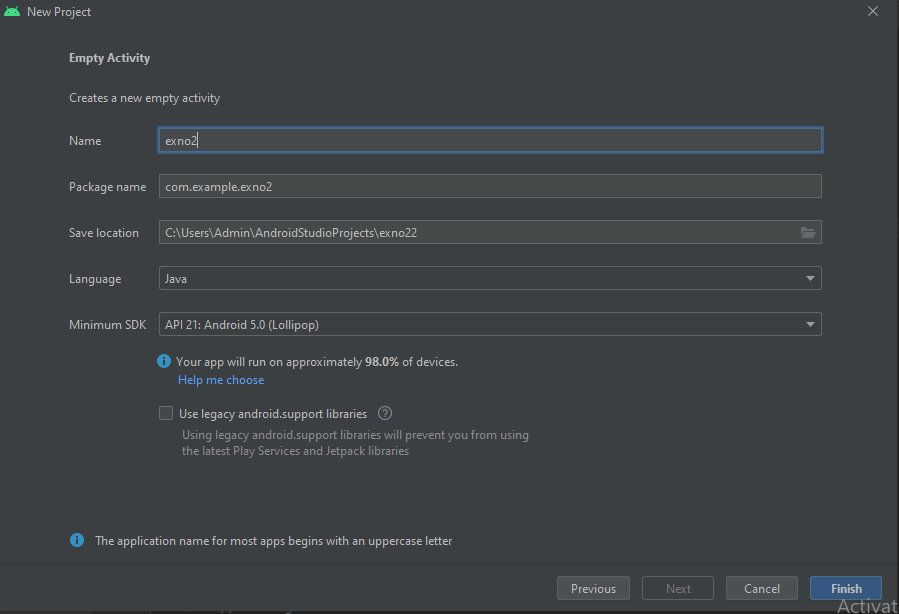 New Project
Empty Activity
Creates a new empty activity
Name exno2
Package name com.example.exno2
Save location C:\Users\Admin\AndroidStudioProjects\exno22
Language Java
Minimum SDK API 21: Android 5.0 (Lollipop)
Your app will run on approximately 98.0% of devices.
Help me choose
Use legacy android.support libraries ?
Using legacy android.support libraries will prevent you from using
the latest Play Services and Jetpack libraries
The application name for most apps begins with an uppercase letter
Previous Next Cancel Finish
Activat